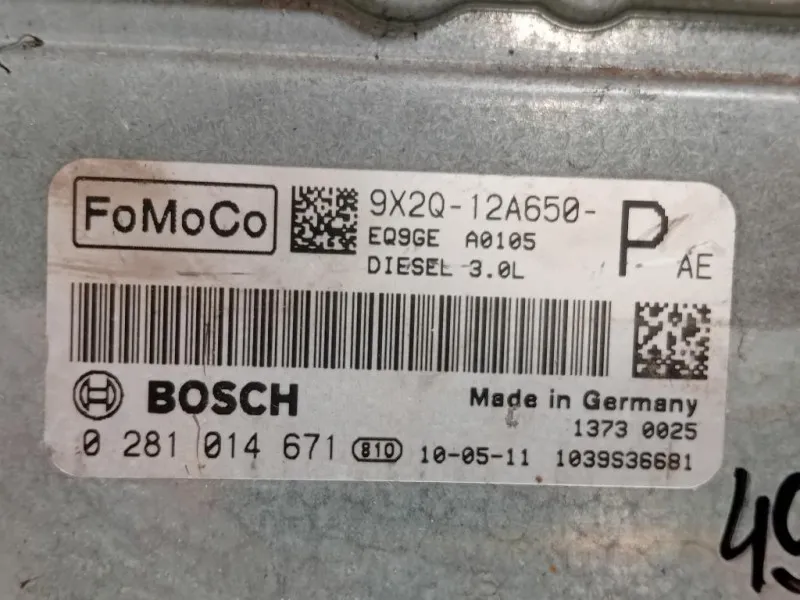 FoMoCo
9X2Q-12A650-
P
AE
EQ9GE A0105
DIESEL 3.0L
BOSCH
Made in Germany
1373 0025
0 281 014 671 810 10-05-11 1039S36681